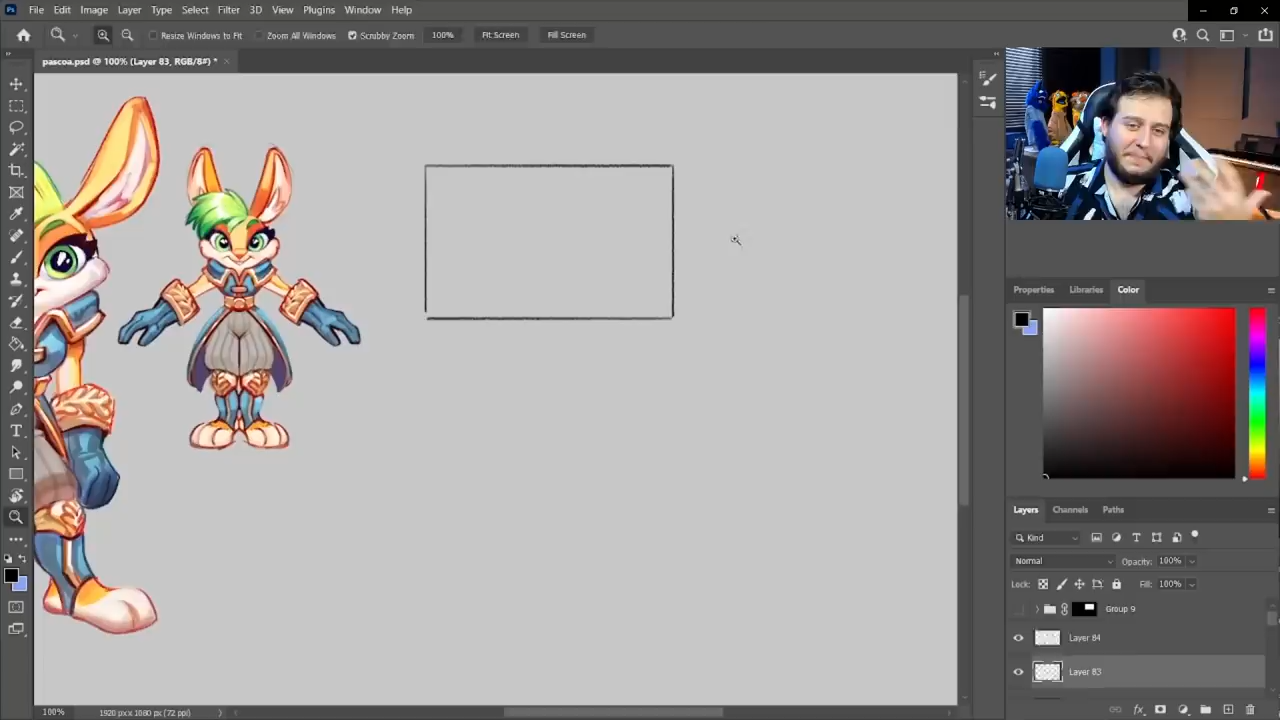 Ps File Edit Image Layer Type Select Filter 3D View Plugins Window Help
Resize Windows to Fit Zoom All Windows Scrubby Zoom 100% Fit Screen Fill Screen
pascoa.psd @ 100% (Layer 83, RGB/8#) *
Properties Libraries Color
Layers Channels Paths
Kind
Normal Opacity: 100%
Lock: Fill: 100%
Group 9
Layer 84
Layer 83
100% 1920 px x 1080 px (72 ppi)